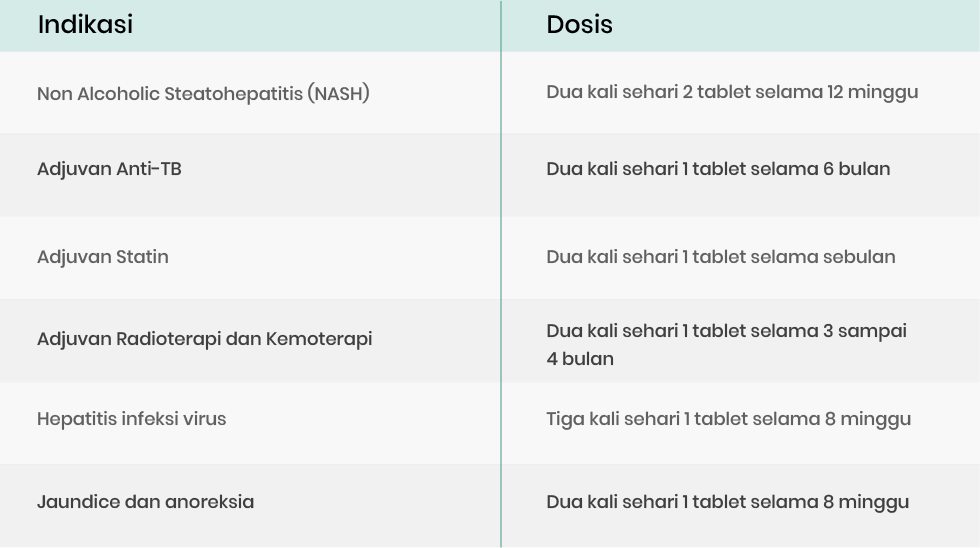 Indikasi
Dosis
Non Alcoholic Steatohepatitis (NASH)
Dua kali sehari 2 tablet selama 12 minggu
Adjuvan Anti-TB
Dua kali sehari 1 tablet selama 6 bulan
Adjuvan Statin
Dua kali sehari 1 tablet selama sebulan
Adjuvan Radioterapi dan Kemoterapi
Dua kali sehari 1 tablet selama 3 sampai
4 bulan
Hepatitis infeksi virus
Tiga kali sehari 1 tablet selama 8 minggu
Jaundice dan anoreksia
Dua kali sehari 1 tablet selama 8 minggu